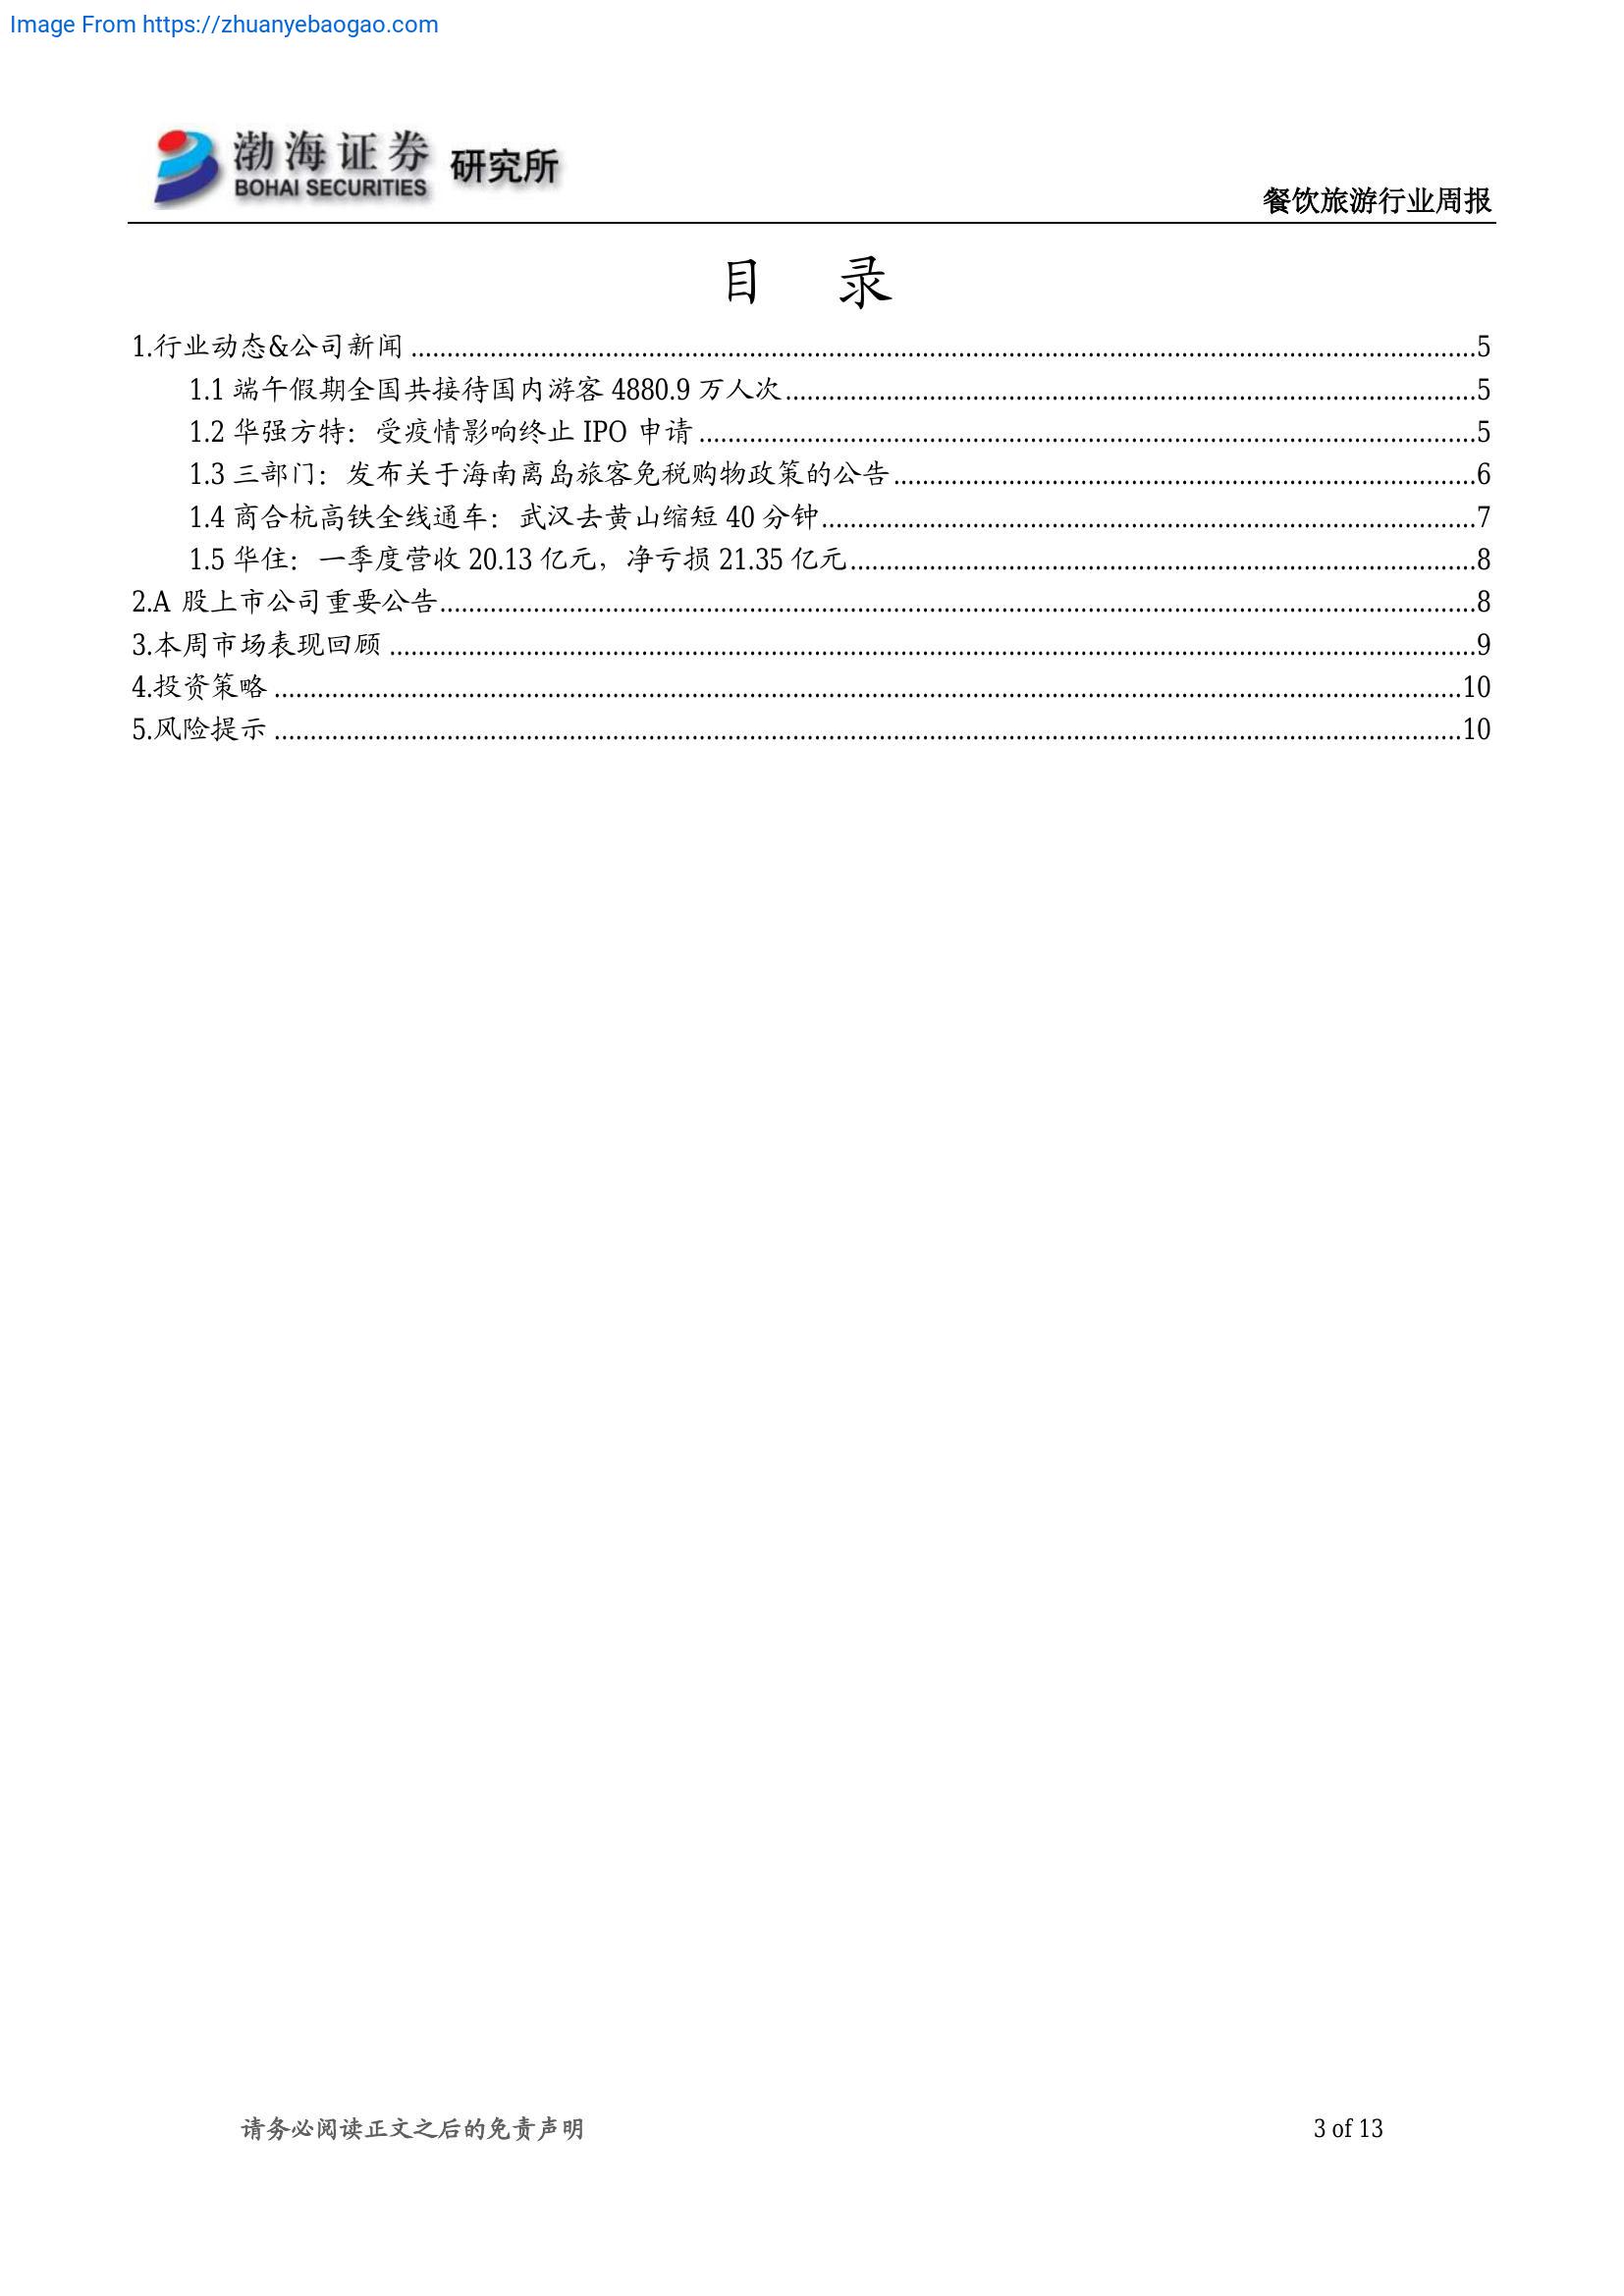 Image From https://zhuanyebaogao.com
渤海证券 研究所
BOHAI SECURITIES
餐饮旅游行业周报
目 录
1.行业动态&公司新闻 ........ 5
1.1 端午假期全国共接待国内游客 4880.9 万人次 ........ 5
1.2 华强方特：受疫情影响终止 IPO 申请 ........ 5
1.3 三部门：发布关于海南离岛旅客免税购物政策的公告 ........ 6
1.4 商合杭高铁全线通车：武汉去黄山缩短 40 分钟 ........ 7
1.5 华住：一季度营收 20.13 亿元，净亏损 21.35 亿元 ........ 8
2.A 股上市公司重要公告 ........ 8
3.本周市场表现回顾 ........ 9
4.投资策略 ........ 10
5.风险提示 ........ 10
请务必阅读正文之后的免责声明 3 of 13